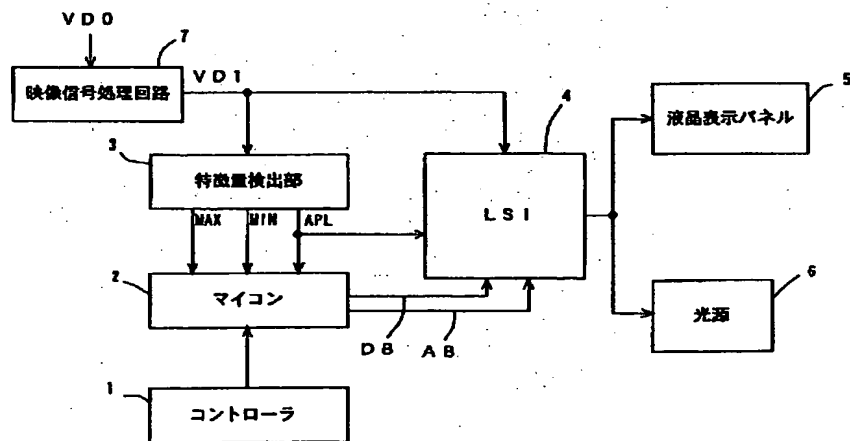 VD0
7
映像信号処理回路
VD1
4
5
液晶表示パネル
3
特徴量検出部
LSI
MAX MIN APL
2
マイコン
6
光源
DB AB
1
コントローラ